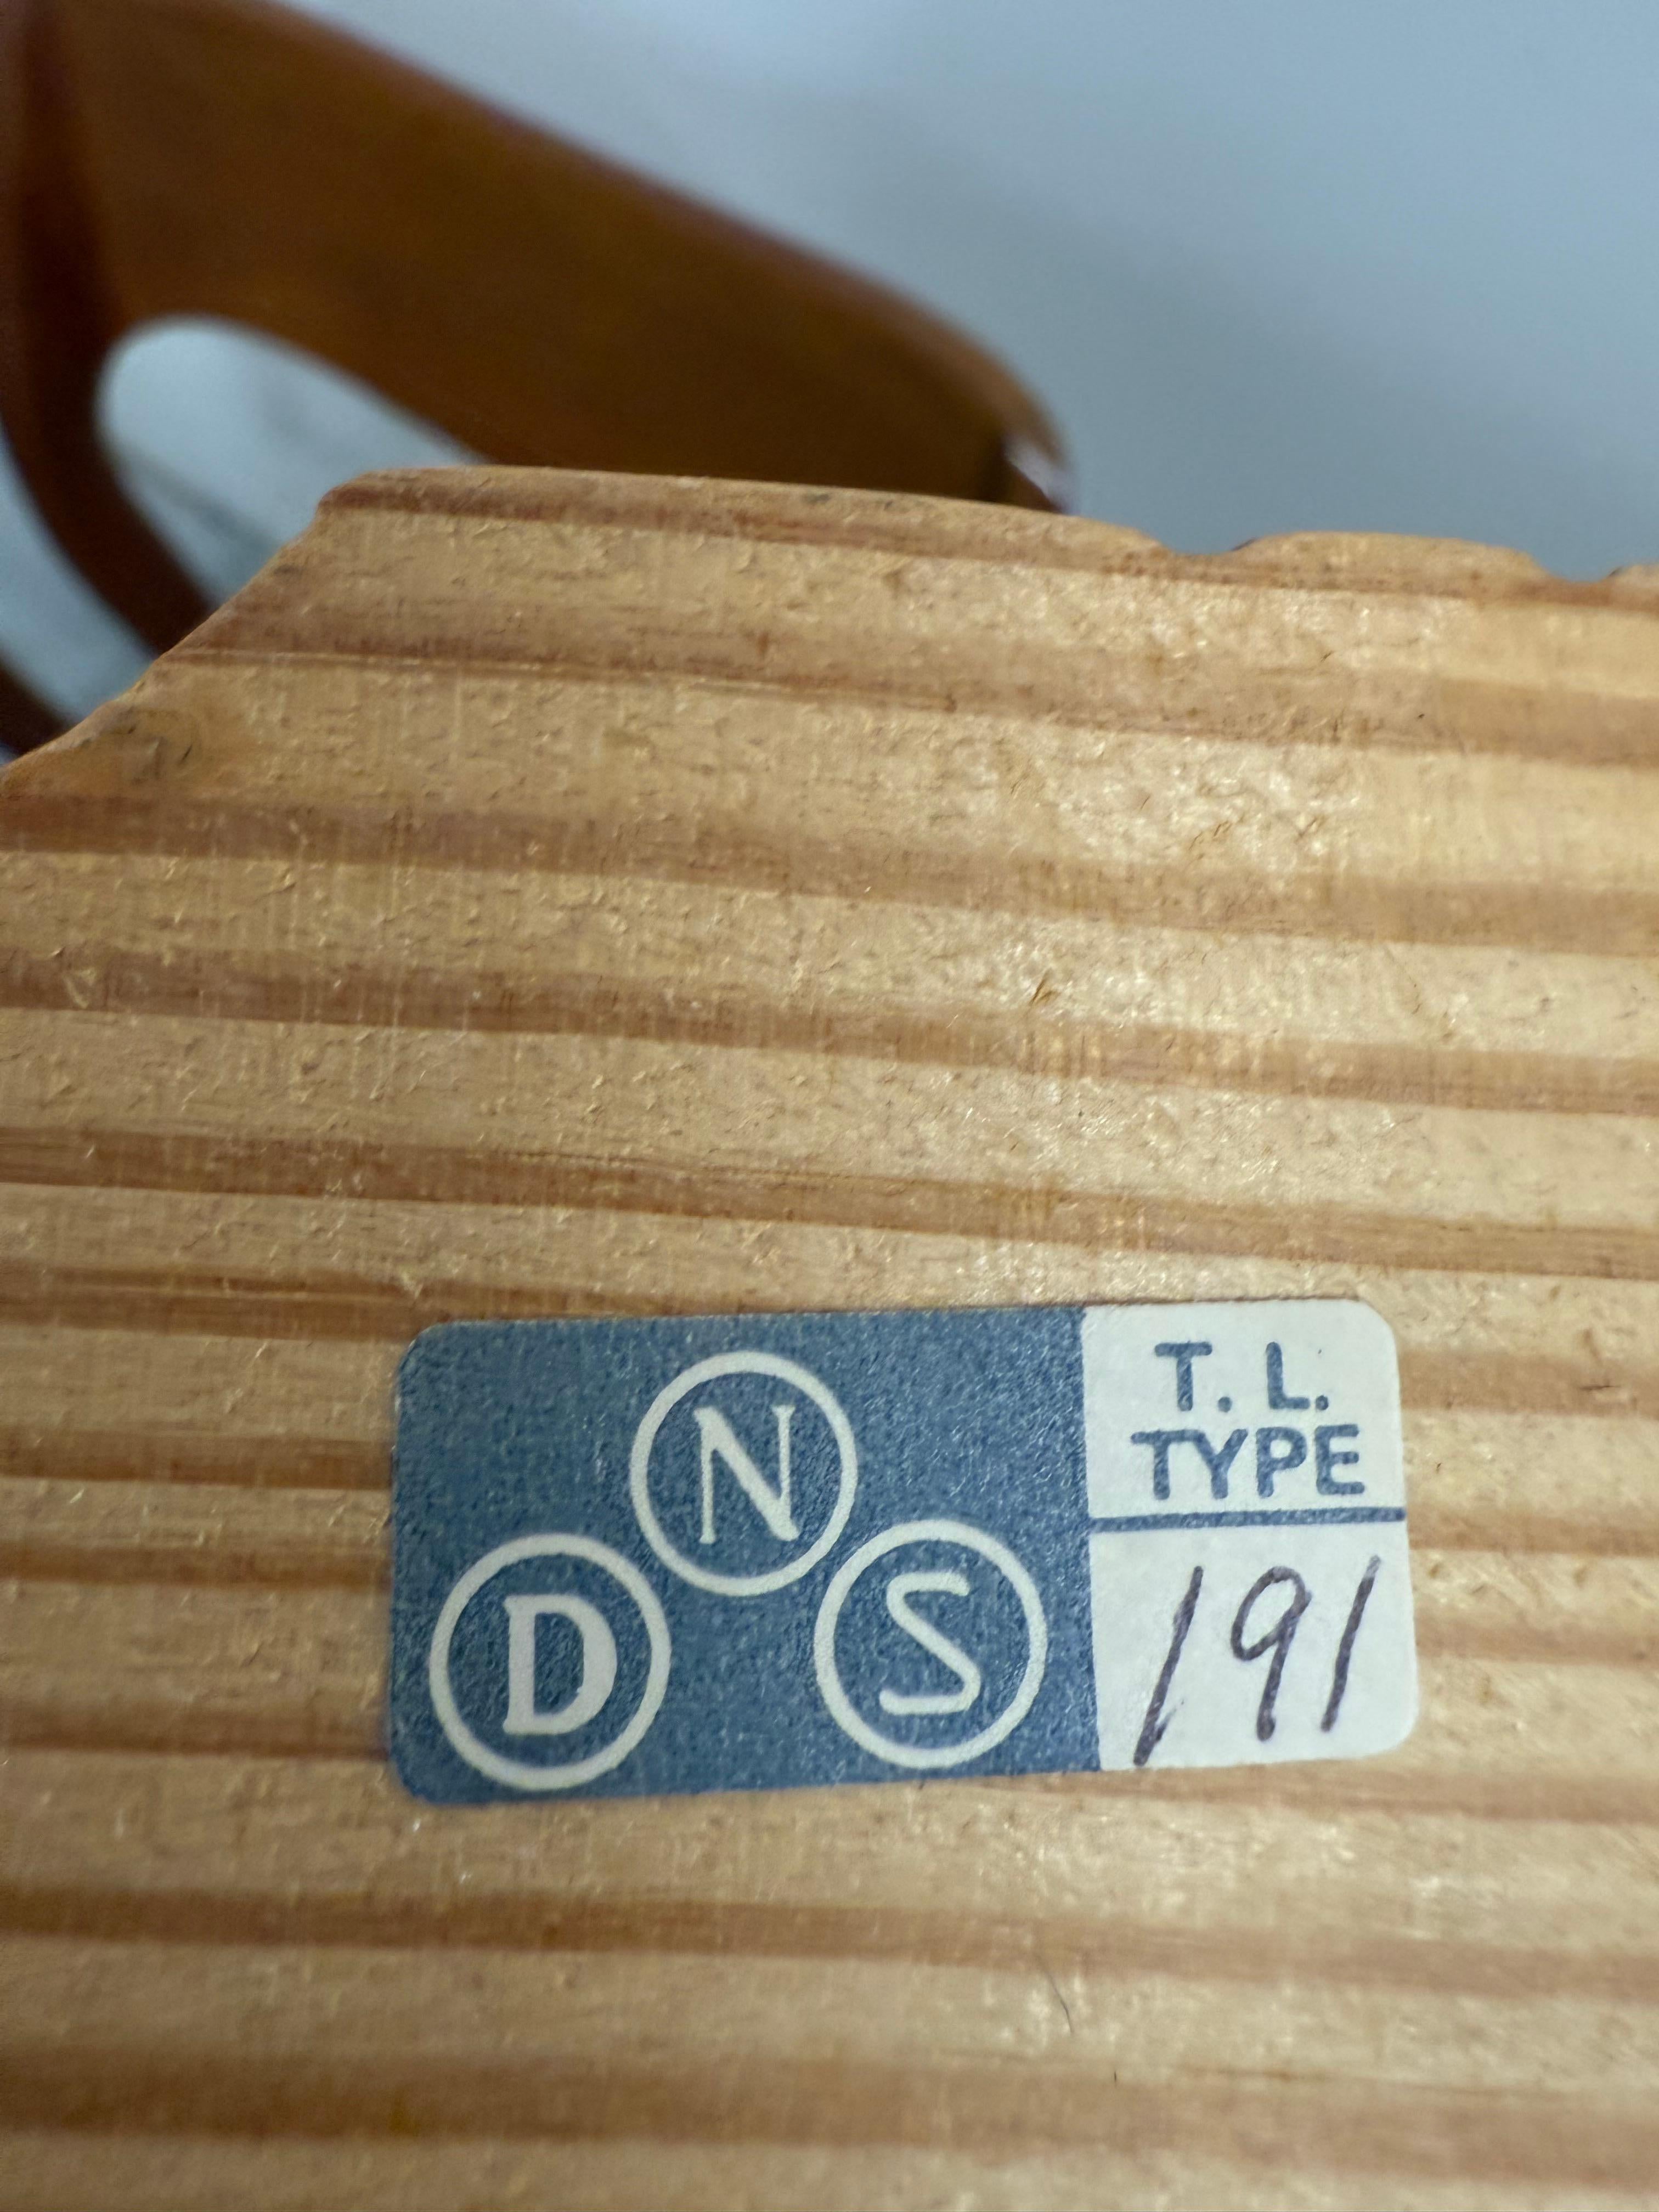 N
D S
T. L.
TYPE
191